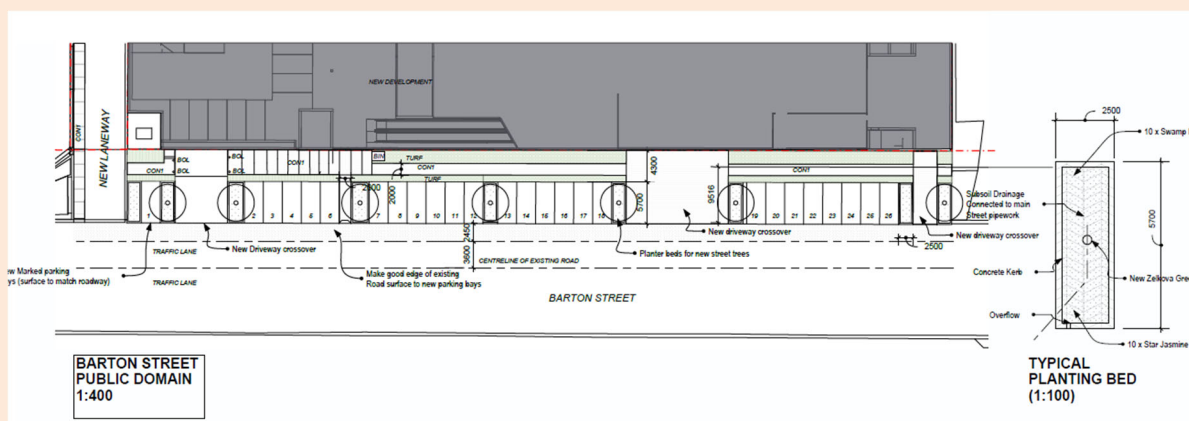 NEW DEVELOPMENT
NEW LANEWAY
CON1
BOL
BOL
BOL
BOL
CON1
CON1
BIN
TURF
CON1
TURF
CON1
2500
2000
4300
5700
9516
2450
3600
2500
1
2
3
4
5
6
7
8
9
10
11
12
13
14
15
16
17
18
19
20
21
22
23
24
25
26
New driveway crossover
New driveway crossover
New Driveway crossover
Planter beds for new street trees
TRAFFIC LANE
CENTRELINE OF EXISTING ROAD
Marked parking
(surface to match roadway)
TRAFFIC LANE
Make good edge of existing
Road surface to new parking bays
BARTON STREET
BARTON STREET
PUBLIC DOMAIN
1:400
2500
10 x Swamp
Subsoil Drainage
Connected to main
Street pipework
5700
Concrete Kerb
New Zelkova Gre
Overflow
10 x Star Jasmine
TYPICAL
PLANTING BED
(1:100)